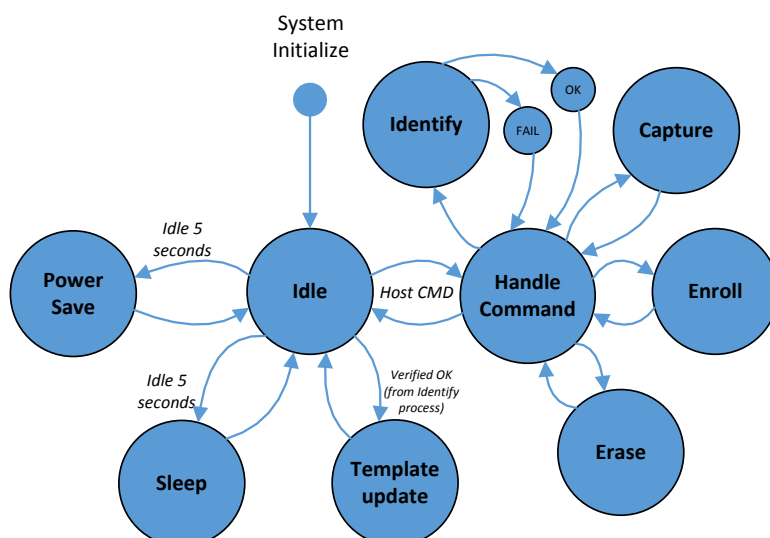 System
Initialize
Identify
OK
FAIL
Capture
Idle 5
seconds
Power
Save
Idle
Host CMD
Handle
Command
Enroll
Idle 5
seconds
Verified OK
(from Identify
process)
Sleep
Template
update
Erase